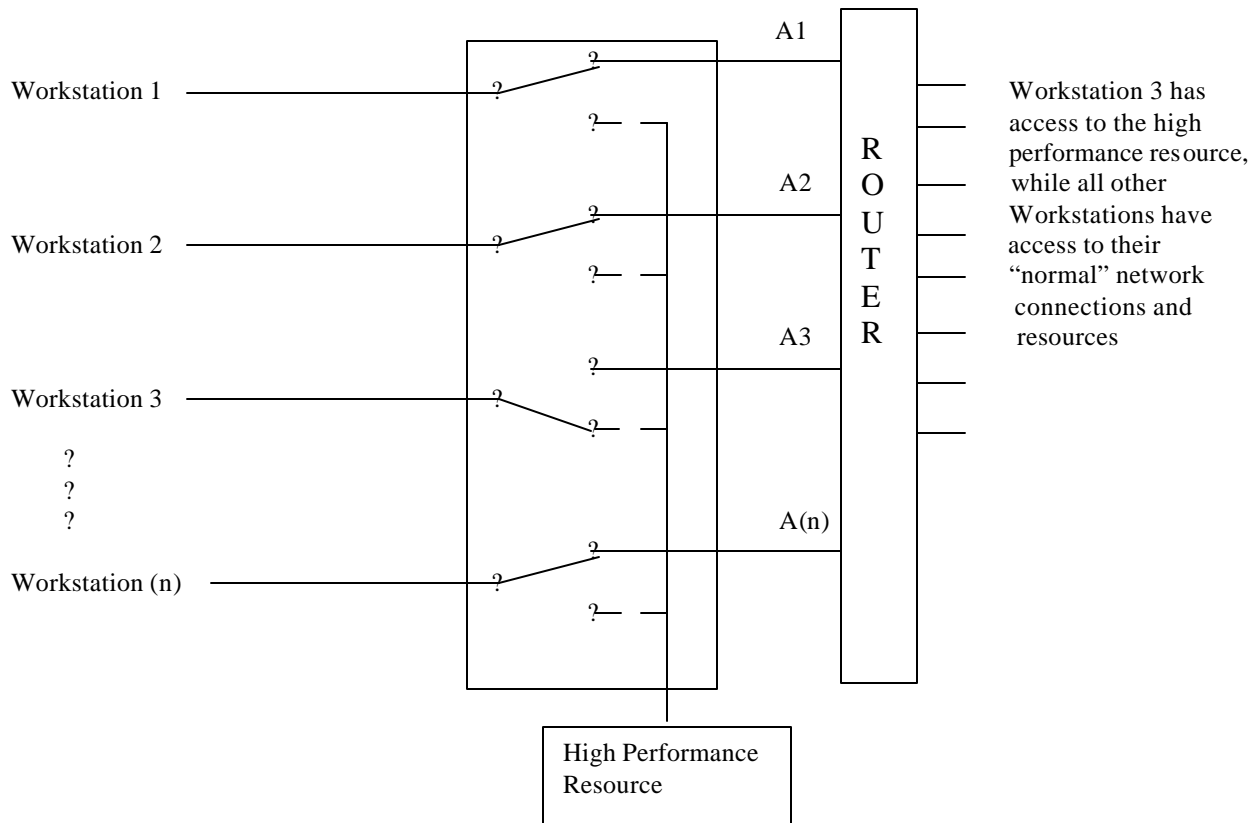 A1
?
Workstation 1
?
?
A2
?
Workstation 2
?
?
A3
?
Workstation 3
?
?
?
?
?
A(n)
?
Workstation (n)
?
?
ROUTER
Workstation 3 has
access to the high
performance resource,
while all other
Workstations have
access to their
“normal” network
connections and
resources
High Performance
Resource